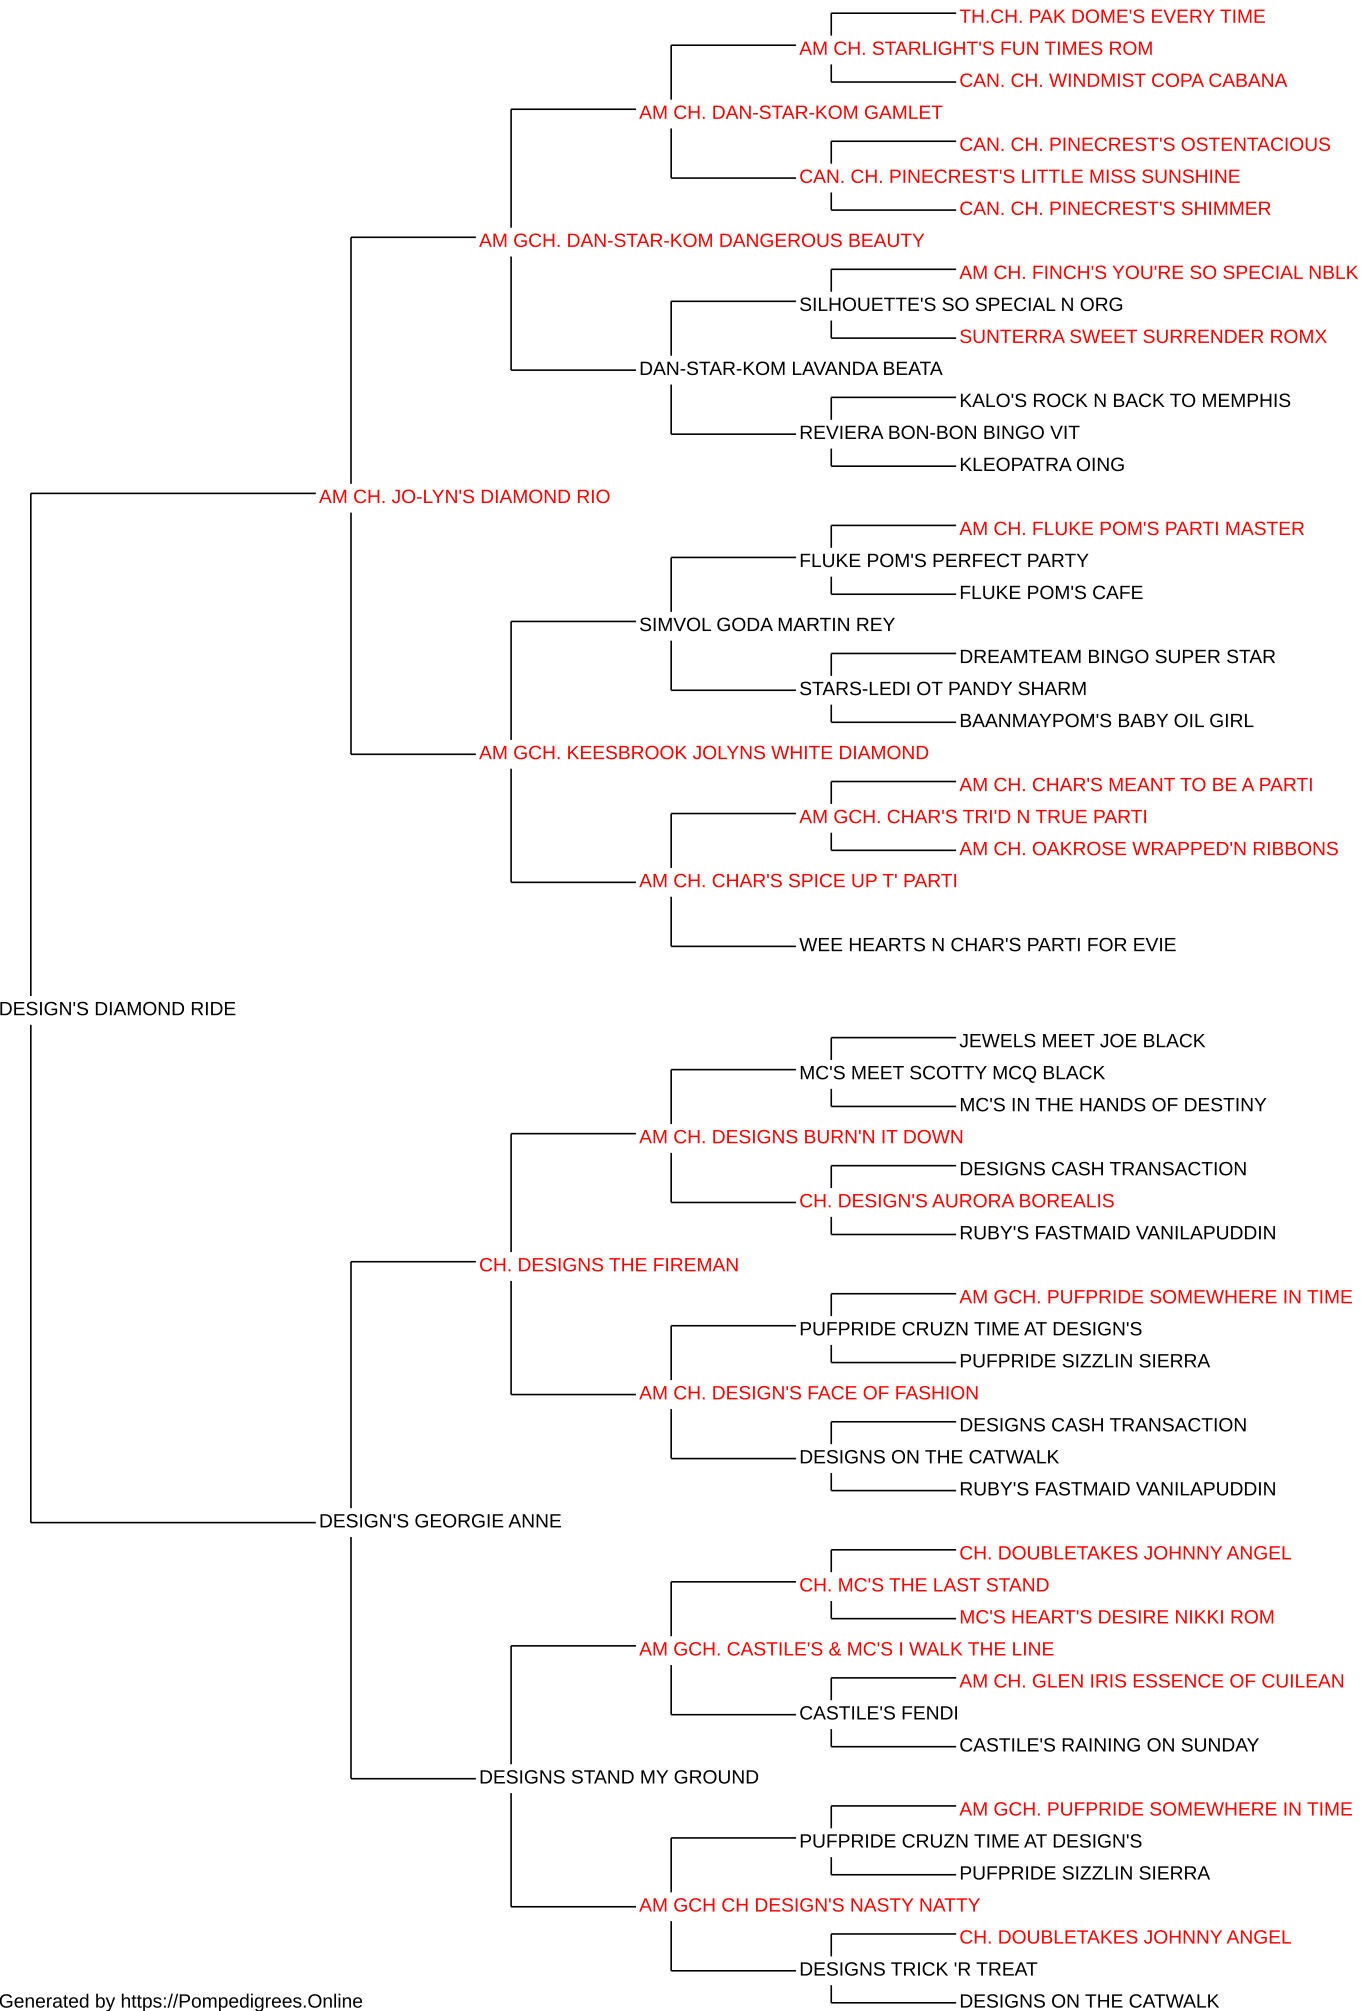 TH.CH. PAK DOME'S EVERY TIME
AM CH. STARLIGHT'S FUN TIMES ROM
CAN. CH. WINDMIST COPA CABANA
AM CH. DAN-STAR-KOM GAMLET
CAN. CH. PINECREST'S OSTENTACIOUS
CAN. CH. PINECREST'S LITTLE MISS SUNSHINE
CAN. CH. PINECREST'S SHIMMER
AM GCH. DAN-STAR-KOM DANGEROUS BEAUTY
AM CH. FINCH'S YOU'RE SO SPECIAL NBLK
SILHOUETTE'S SO SPECIAL N ORG
SUNTERRA SWEET SURRENDER ROMX
DAN-STAR-KOM LAVANDA BEATA
KALO'S ROCK N BACK TO MEMPHIS
REVIERA BON-BON BINGO VIT
KLEOPATRA OING
AM CH. JO-LYN'S DIAMOND RIO
AM CH. FLUKE POM'S PARTI MASTER
FLUKE POM'S PERFECT PARTY
FLUKE POM'S CAFE
SIMVOL GODA MARTIN REY
DREAMTEAM BINGO SUPER STAR
STARS-LEDI OT PANDY SHARM
BAANMAYPOM'S BABY OIL GIRL
AM GCH. KEESBROOK JOLYNS WHITE DIAMOND
AM CH. CHAR'S MEANT TO BE A PARTI
AM GCH. CHAR'S TRI'D N TRUE PARTI
AM CH. OAKROSE WRAPPED'N RIBBONS
AM CH. CHAR'S SPICE UP T' PARTI
WEE HEARTS N CHAR'S PARTI FOR EVIE
DESIGN'S DIAMOND RIDE
JEWELS MEET JOE BLACK
MC'S MEET SCOTTY MCQ BLACK
MC'S IN THE HANDS OF DESTINY
AM CH. DESIGNS BURN'N IT DOWN
DESIGNS CASH TRANSACTION
CH. DESIGN'S AURORA BOREALIS
RUBY'S FASTMAID VANILAPUDDIN
CH. DESIGNS THE FIREMAN
AM GCH. PUFPRIDE SOMEWHERE IN TIME
PUFPRIDE CRUZN TIME AT DESIGN'S
PUFPRIDE SIZZLIN SIERRA
AM CH. DESIGN'S FACE OF FASHION
DESIGNS CASH TRANSACTION
DESIGNS ON THE CATWALK
RUBY'S FASTMAID VANILAPUDDIN
DESIGN'S GEORGIE ANNE
CH. DOUBLETAKES JOHNNY ANGEL
CH. MC'S THE LAST STAND
MC'S HEART'S DESIRE NIKKI ROM
AM GCH. CASTILE'S & MC'S I WALK THE LINE
AM CH. GLEN IRIS ESSENCE OF CUILEAN
CASTILE'S FENDI
CASTILE'S RAINING ON SUNDAY
DESIGNS STAND MY GROUND
AM GCH. PUFPRIDE SOMEWHERE IN TIME
PUFPRIDE CRUZN TIME AT DESIGN'S
PUFPRIDE SIZZLIN SIERRA
AM GCH CH DESIGN'S NASTY NATTY
CH. DOUBLETAKES JOHNNY ANGEL
DESIGNS TRICK 'R TREAT
DESIGNS ON THE CATWALK
Generated by https://Pompedigrees.Online